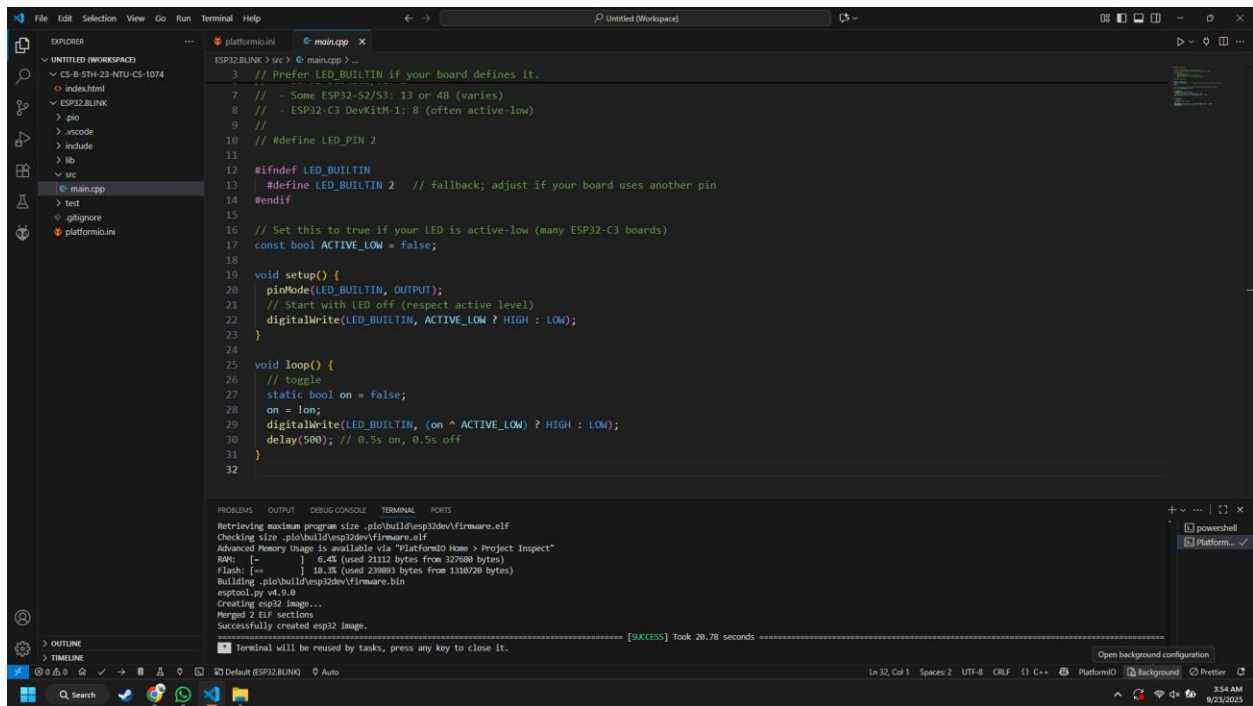 File Edit Selection View Go Run Terminal Help
Untitled (Workspace)
EXPLORER
UNTITLED (WORKSPACE)
CS-B-5TH-23-NTU-CS-1074
index.html
ESP32.BLINK
.pio
.vscode
include
lib
src
main.cpp
test
.gitignore
platformio.ini
OUTLINE
TIMELINE
platformio.ini main.cpp
ESP32.BLINK > src > main.cpp > ...
3 // Prefer LED_BUILTIN if your board defines it.
7 // - Some ESP32-S2/S3: 13 or 48 (varies)
8 // - ESP32-C3 DevKitM-1: 8 (often active-low)
9 //
10 // #define LED_PIN 2
11
12 #ifndef LED_BUILTIN
13 #define LED_BUILTIN 2 // fallback; adjust if your board uses another pin
14 #endif
15
16 // Set this to true if your LED is active-low (many ESP32-C3 boards)
17 const bool ACTIVE_LOW = false;
18
19 void setup() {
20 pinMode(LED_BUILTIN, OUTPUT);
21 // Start with LED off (respect active level)
22 digitalWrite(LED_BUILTIN, ACTIVE_LOW ? HIGH : LOW);
23 }
24
25 void loop() {
26 // toggle
27 static bool on = false;
28 on = !on;
29 digitalWrite(LED_BUILTIN, (on ^ ACTIVE_LOW) ? HIGH : LOW);
30 delay(500); // 0.5s on, 0.5s off
31 }
32
PROBLEMS OUTPUT DEBUG CONSOLE TERMINAL PORTS
Retrieving maximum program size .pio\build\esp32dev\firmware.elf
Checking size .pio\build\esp32dev\firmware.elf
Advanced Memory Usage is available via "PlatformIO Home > Project Inspect"
RAM: [= ] 6.4% (used 21112 bytes from 327680 bytes)
Flash: [== ] 18.3% (used 239893 bytes from 1310720 bytes)
Building .pio\build\esp32dev\firmware.bin
esptool.py v4.9.0
Creating esp32 image...
Merged 2 ELF sections
Successfully created esp32 image.
[SUCCESS] Took 20.78 seconds
* Terminal will be reused by tasks, press any key to close it.
powershell
Platform...
Open background configuration
0 0 Default (ESP32.BLINK) Auto Ln 32, Col 1 Spaces: 2 UTF-8 CRLF {} C++ PlatformIO Background Prettier
Search 3:54 AM
9/23/2025